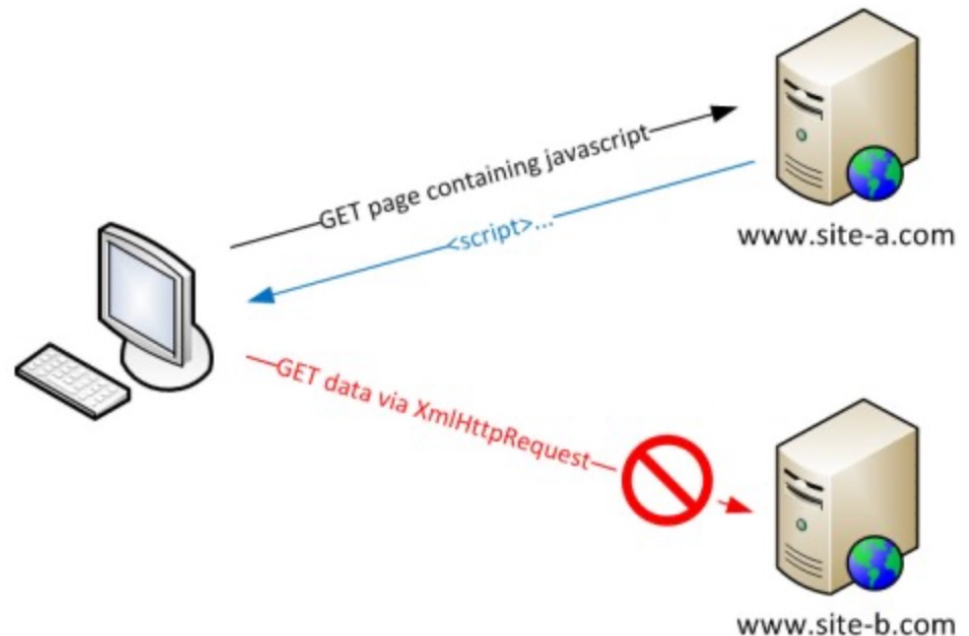 GET page containing javascript
www.site-a.com
<script>...
GET data via XmlHttpRequest
www.site-b.com